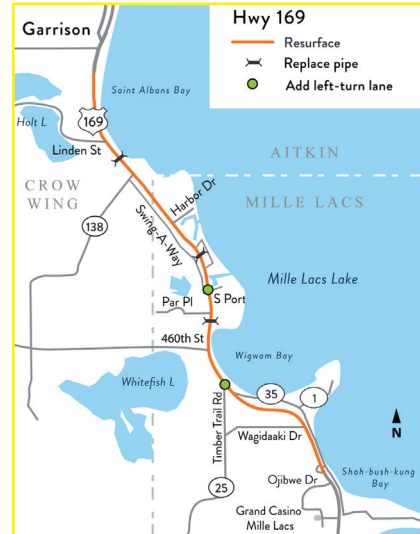 Hwy 169
Resurface
Replace pipe
Add left-turn lane
Garrison
Saint Albans Bay
169
Holt L
Linden St
AITKIN
CROW
WING
MILLE LACS
Harbor Dr
138
Swing-A-Way
Mille Lacs Lake
S Port
Par Pl
460th St
Wigwam Bay
Whitefish L
Timber Trail Rd
35
1
Wagidaaki Dr
N
Ojibwe Dr
Shah-bush-kung
Bay
25
Grand Casino
Mille Lacs